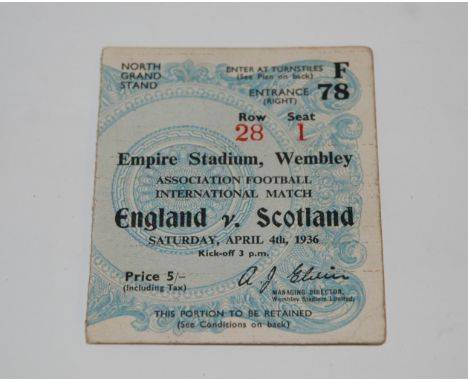 NORTH
GRAND
STAND
ENTER AT TURNSTILES
(See Plan on back)
F
ENTRANCE
(RIGHT)
78
Row Seat
28 1
Empire Stadium, Wembley
ASSOCIATION FOOTBALL
INTERNATIONAL MATCH
England v. Scotland
SATURDAY, APRIL 4th, 1936
Kick-off 3 p.m.
Price 5/-
(Including Tax)
A J Elvin
MANAGING DIRECTOR,
Wembley Stadium Limited.
THIS PORTION TO BE RETAINED
(See Conditions on back)